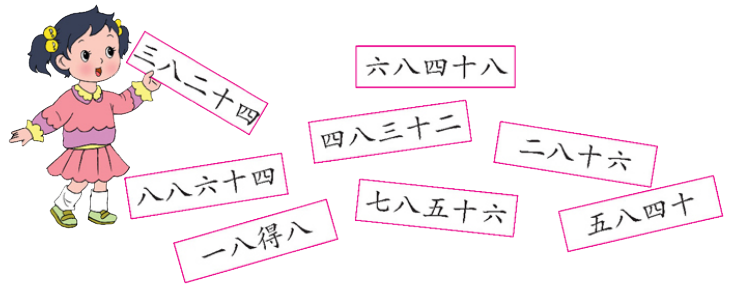 三八二十四
六八四十八
四八三十二
二八十六
八八六十四
七八五十六
五八四十
一八得八